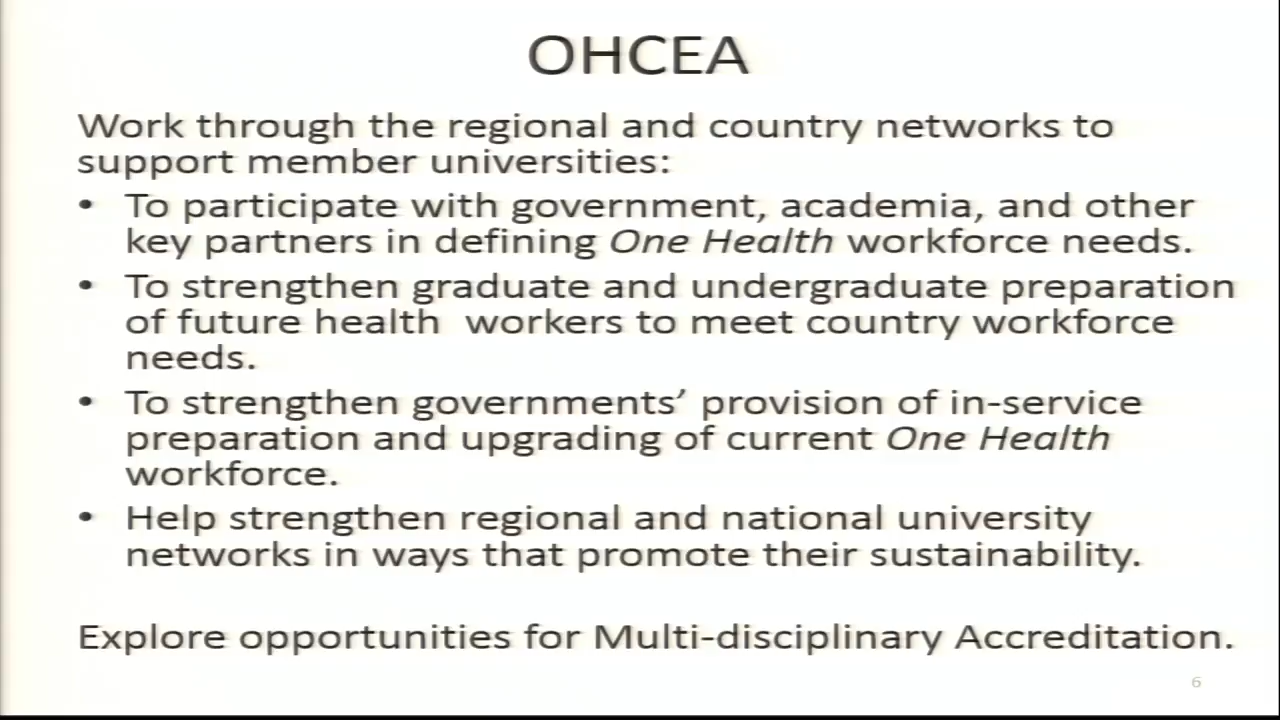 OHCEA
Work through the regional and country networks to
support member universities:
• To participate with government, academia, and other
key partners in defining One Health workforce needs.
• To strengthen graduate and undergraduate preparation
of future health  workers to meet country workforce
needs.
• To strengthen governments’ provision of in-service
preparation and upgrading of current One Health
workforce.
• Help strengthen regional and national university
networks in ways that promote their sustainability.
Explore opportunities for Multi-disciplinary Accreditation.
6